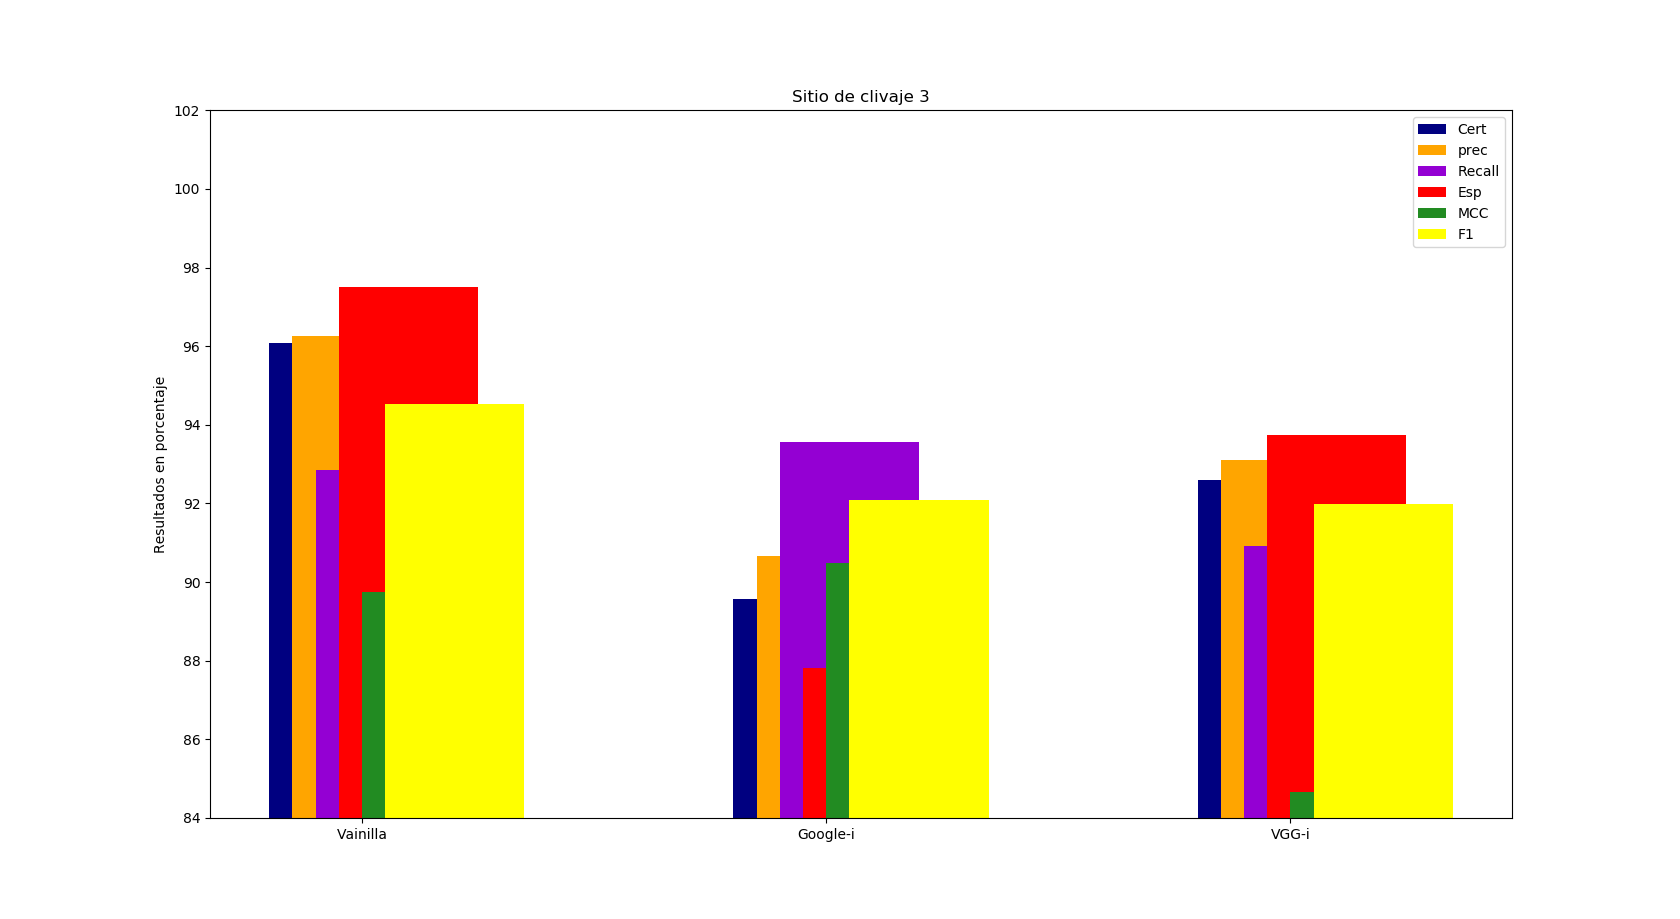 Sitio de clivaje 3
102
100
98
96
94
92
90
88
86
84
Resultados en porcentaje
Vainilla
Google-i
VGG-i
Cert
prec
Recall
Esp
MCC
F1